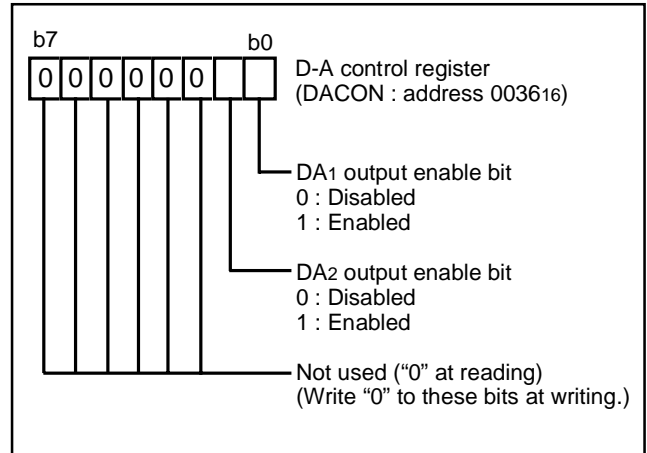 b7 b0
0 0 0 0 0 0
D-A control register
(DACON : address 003616)
DA1 output enable bit
0 : Disabled
1 : Enabled
DA2 output enable bit
0 : Disabled
1 : Enabled
Not used (“0” at reading)
(Write “0” to these bits at writing.)